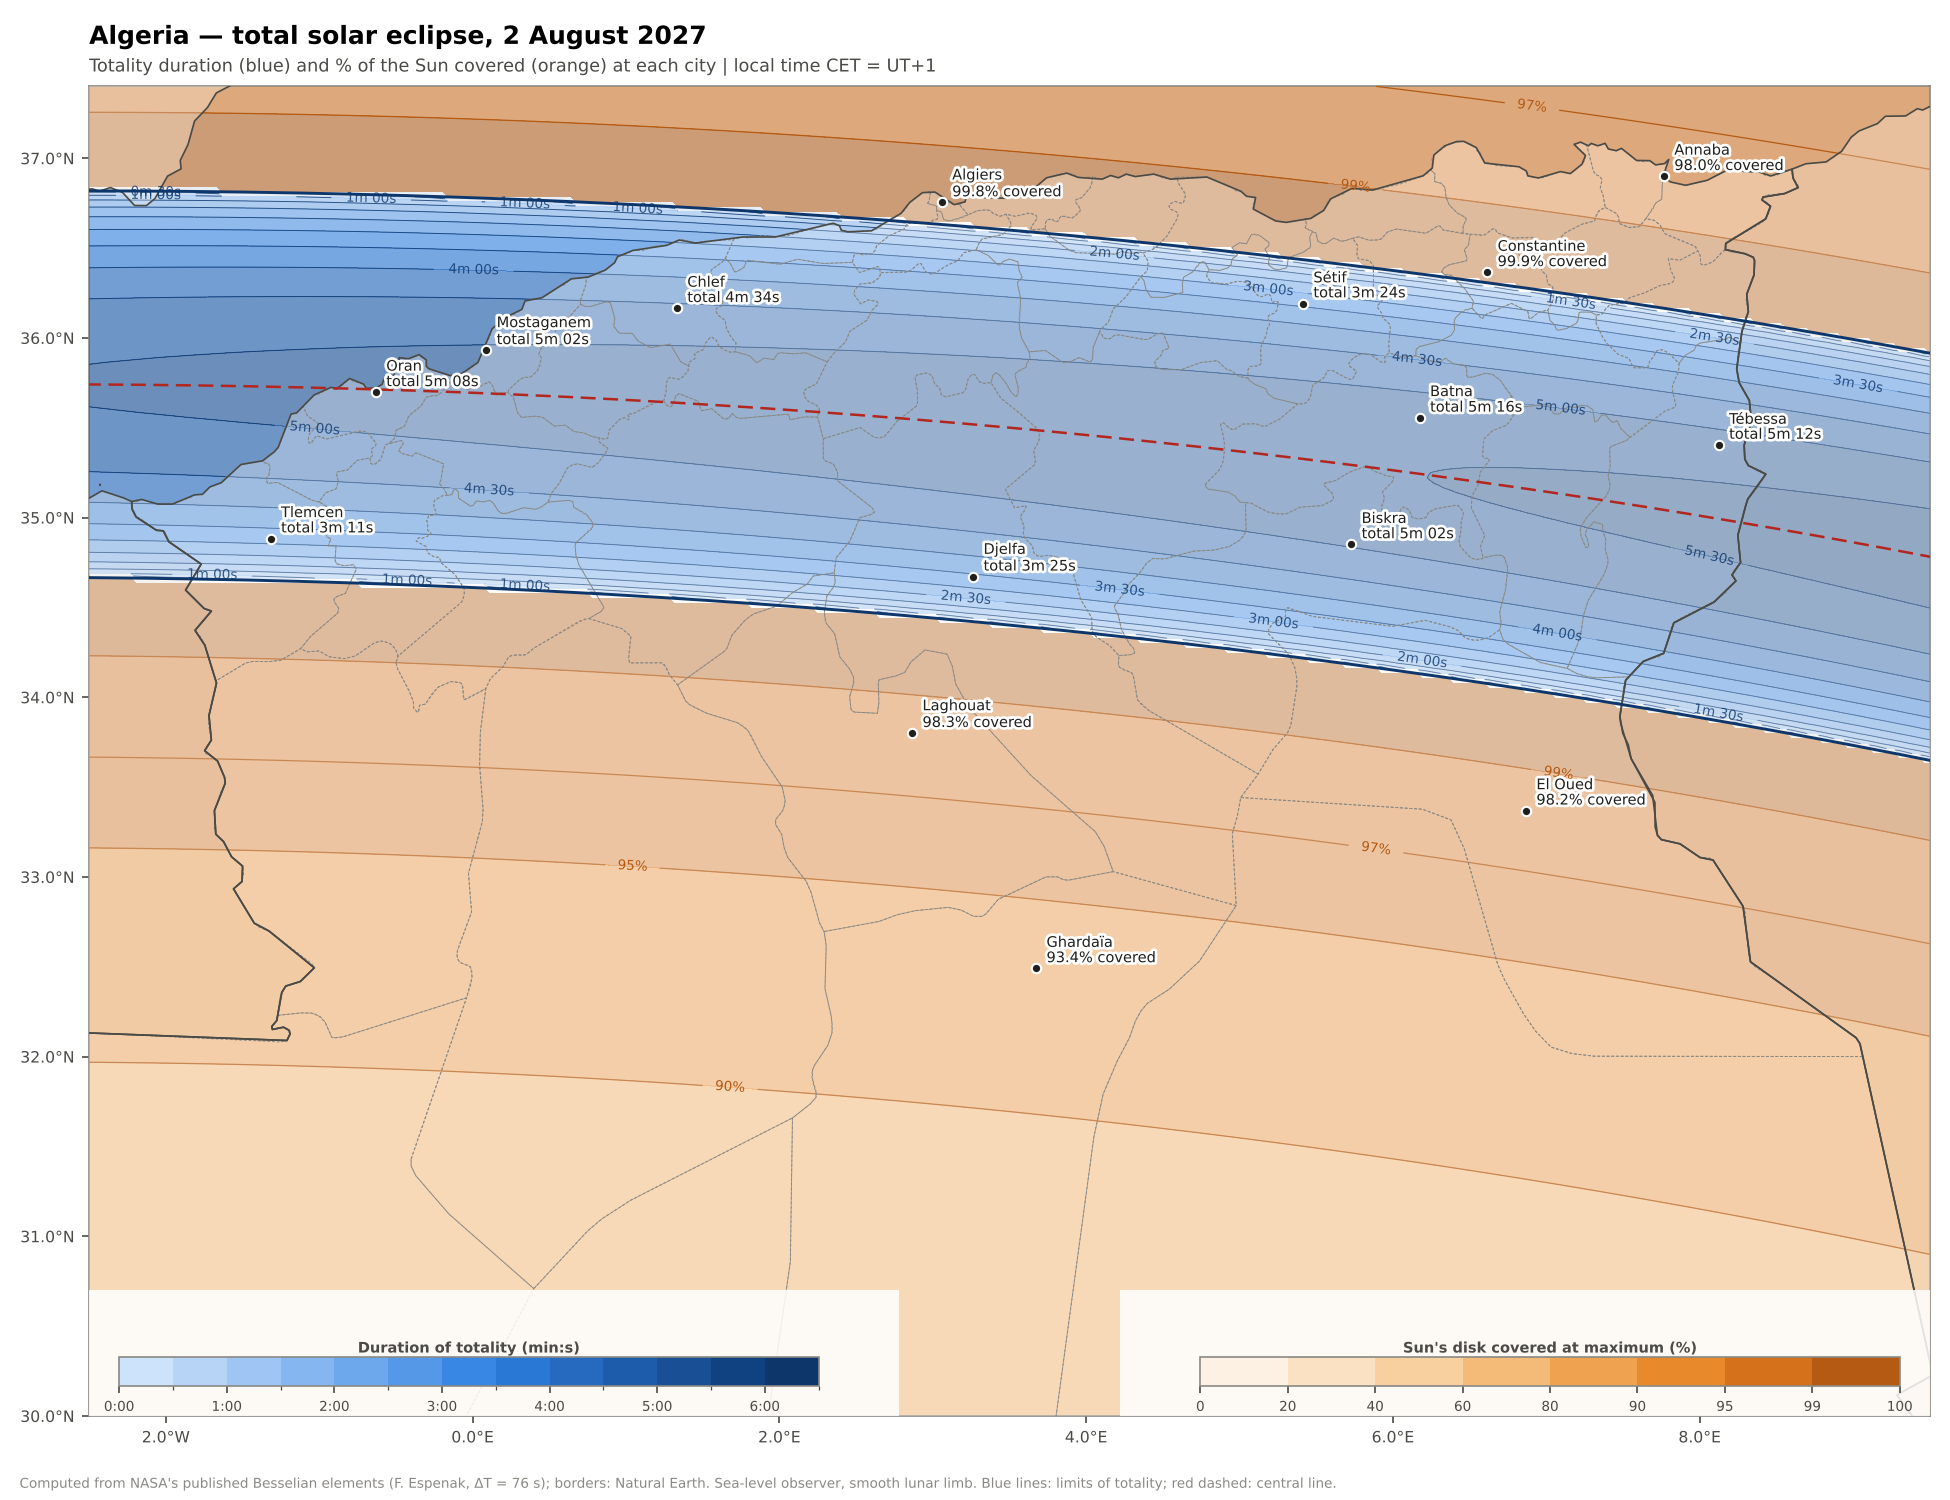 Algeria — total solar eclipse, 2 August 2027
Totality duration (blue) and % of the Sun covered (orange) at each city | local time CET = UT+1
97%
37.0°N
Annaba
98.0% covered
Algiers
99.8% covered
99%
0m 30s
1m 00s
1m 00s
1m 00s
1m 00s
Constantine
99.9% covered
2m 00s
4m 00s
Sétif
total 3m 24s
Chlef
total 4m 34s
3m 00s
1m 30s
36.0°N
Mostaganem
total 5m 02s
2m 30s
4m 30s
Oran
total 5m 08s
3m 30s
Batna
total 5m 16s
5m 00s
Tébessa
total 5m 12s
5m 00s
4m 30s
35.0°N
Tlemcen
total 3m 11s
Biskra
total 5m 02s
Djelfa
total 3m 25s
5m 30s
1m 00s
1m 00s
1m 00s
3m 30s
2m 30s
3m 00s
4m 00s
2m 00s
34.0°N
Laghouat
98.3% covered
1m 30s
99%
El Oued
98.2% covered
97%
95%
33.0°N
Ghardaïa
93.4% covered
32.0°N
90%
31.0°N
Duration of totality (min:s)
0:00 1:00 2:00 3:00 4:00 5:00 6:00
Sun's disk covered at maximum (%)
0 20 40 60 80 90 95 99 100
30.0°N
2.0°W 0.0°E 2.0°E 4.0°E 6.0°E 8.0°E
Computed from NASA's published Besselian elements (F. Espenak, ΔT = 76 s); borders: Natural Earth. Sea-level observer, smooth lunar limb. Blue lines: limits of totality; red dashed: central line.